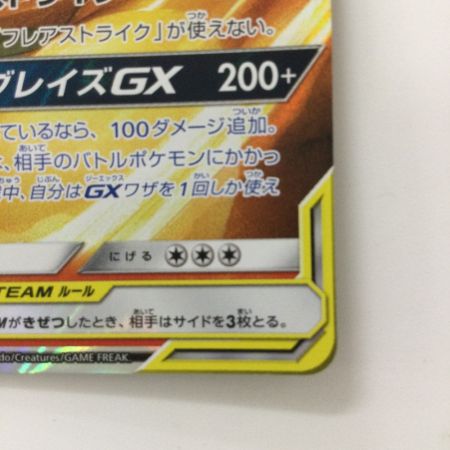 フレアストライク」が使えない。
ブレイズGX 200+
ているなら、100ダメージ追加。
、相手のバトルポケモンにかかっ
中、自分はGXワザを1回しか使え
にげる
TEAM ルール
Mがきぜつしたとき、相手はサイドを3枚とる。
do/Creatures/GAME FREAK.